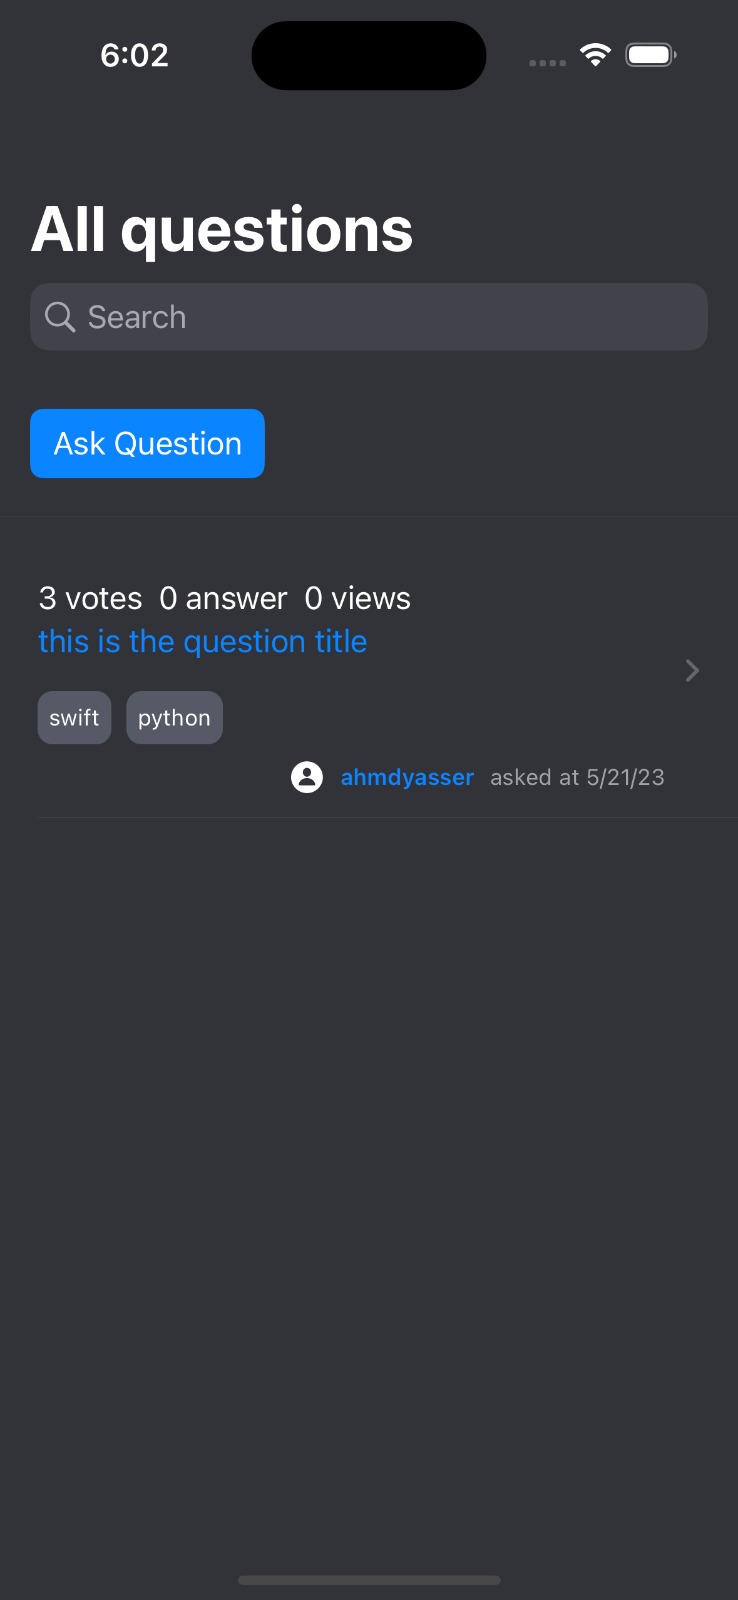 6:02
All questions
Search
Ask Question
3 votes 0 answer 0 views
this is the question title
swift python
ahmdyasser asked at 5/21/23